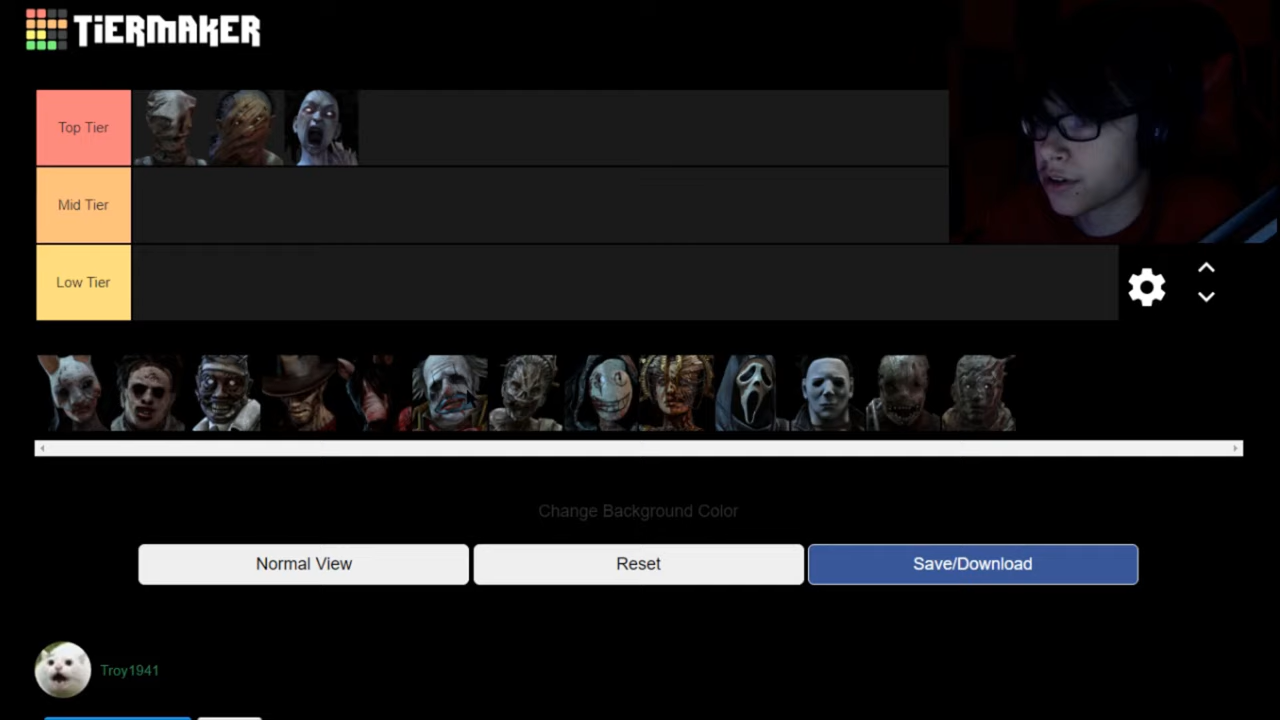 TiERMAKER
Top Tier
Mid Tier
Low Tier
Change Background Color
Normal View
Reset
Save/Download
Troy1941